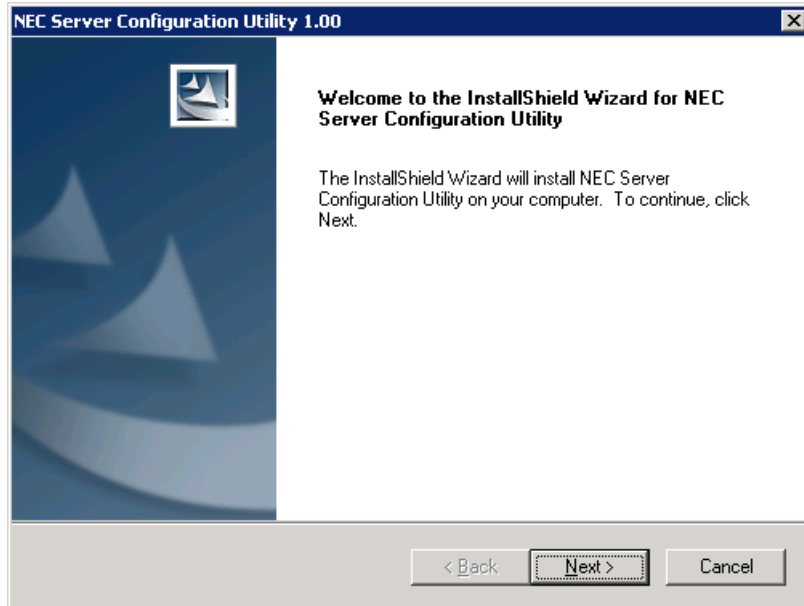 NEC Server Configuration Utility 1.00
Welcome to the InstallShield Wizard for NEC
Server Configuration Utility
The InstallShield Wizard will install NEC Server
Configuration Utility on your computer. To continue, click
Next.
< Back Next > Cancel